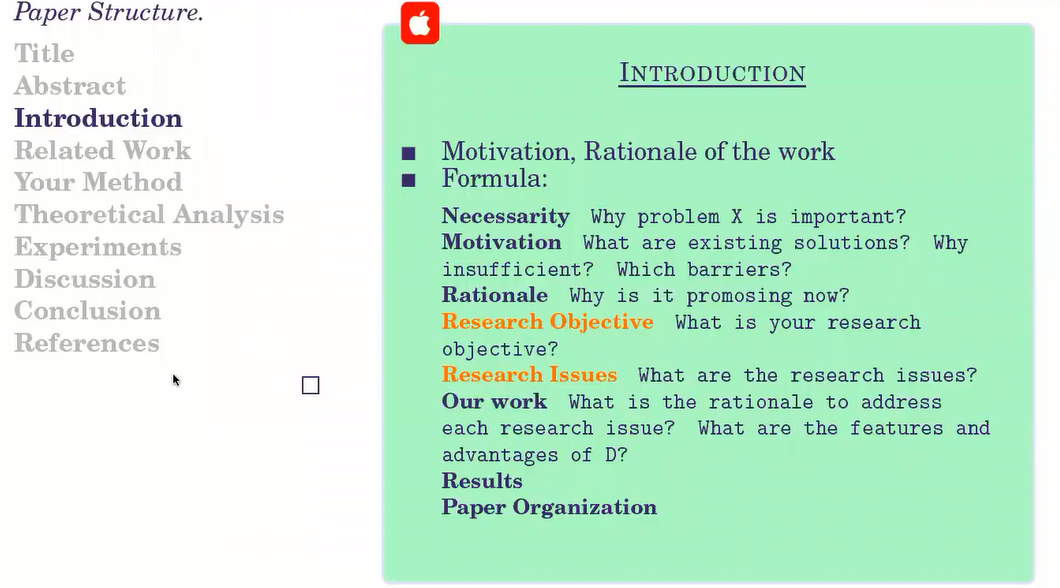 Paper Structure.
Title
Abstract
Introduction
Related Work
Your Method
Theoretical Analysis
Experiments
Discussion
Conclusion
References
INTRODUCTION
Motivation, Rationale of the work
Formula:
Necessarity Why problem X is important?
Motivation What are existing solutions? Why
insufficient? Which barriers?
Rationale Why is it promosing now?
Research Objective What is your research
objective?
Research Issues What are the research issues?
Our work What is the rationale to address
each research issue? What are the features and
advantages of D?
Results
Paper Organization